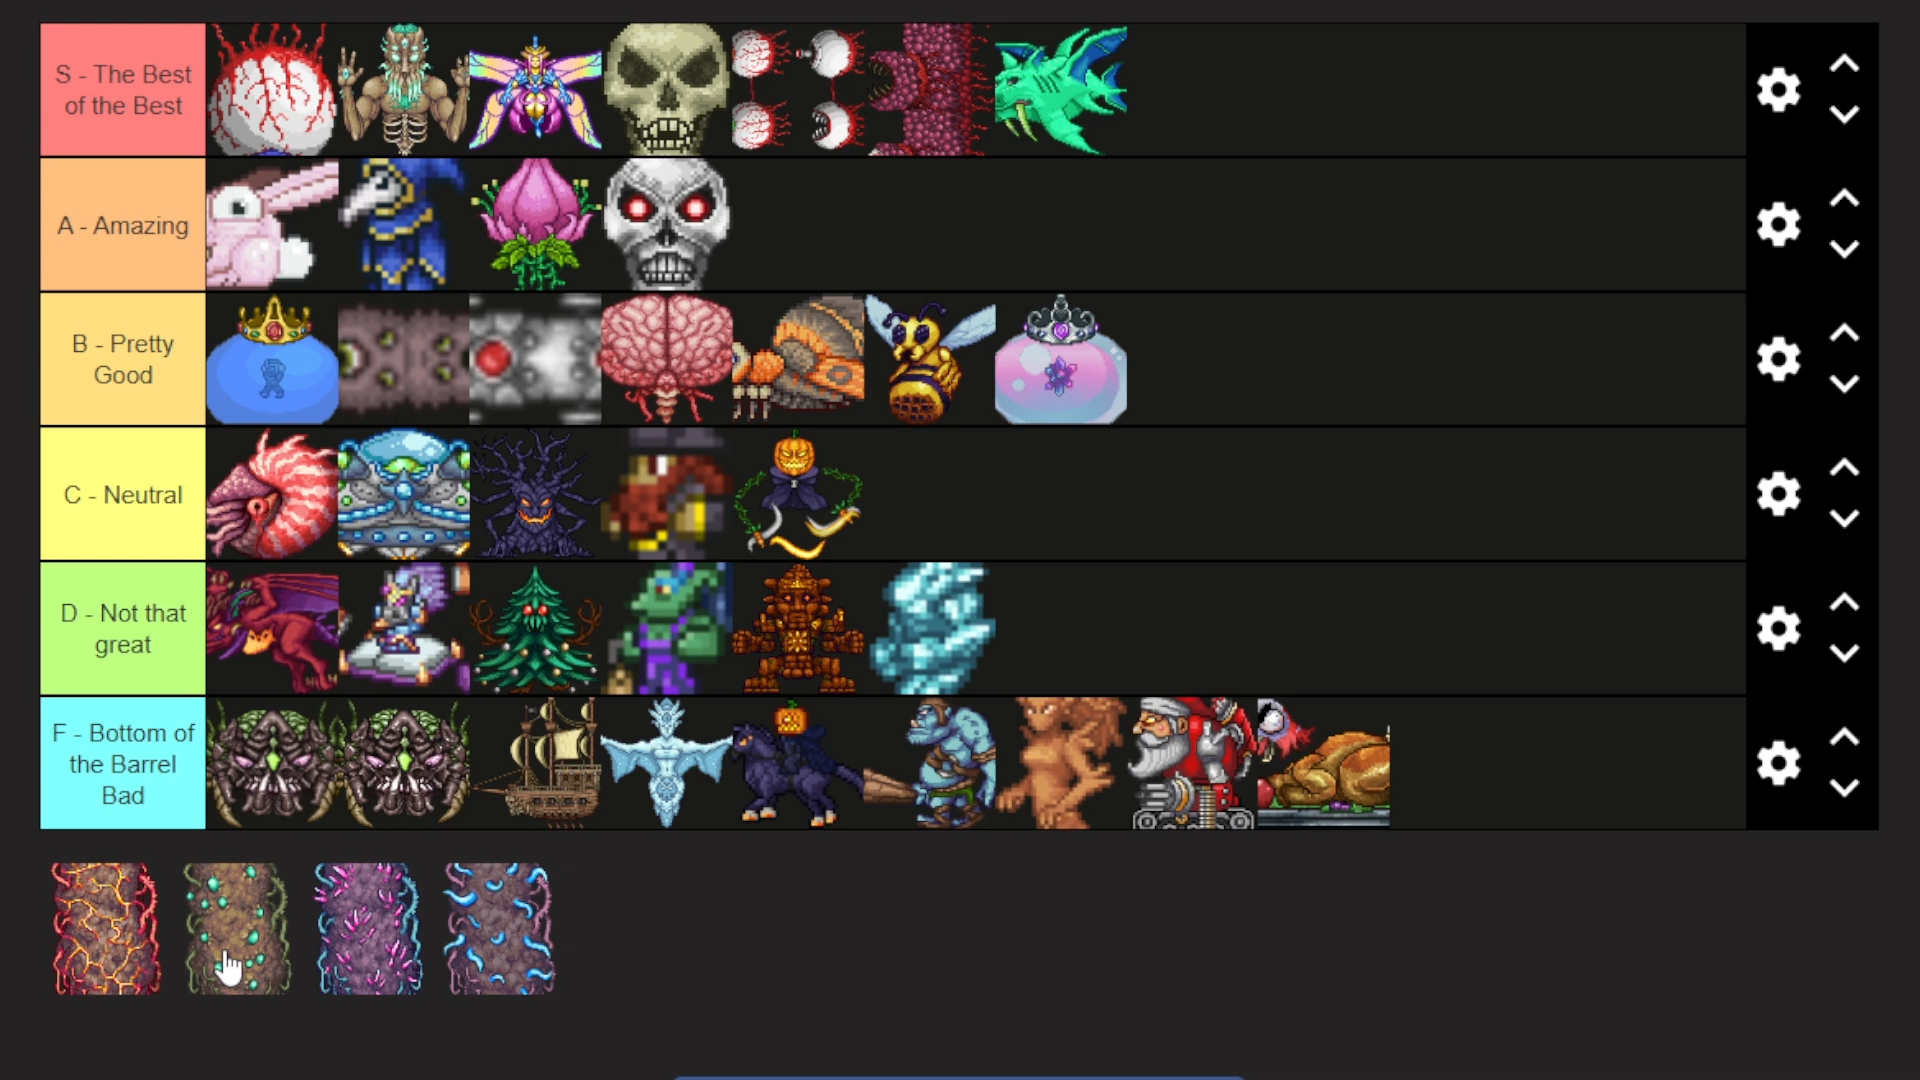 S - The Best
of the Best
A - Amazing
B - Pretty
Good
C - Neutral
D - Not that
great
F - Bottom of
the Barrel
Bad